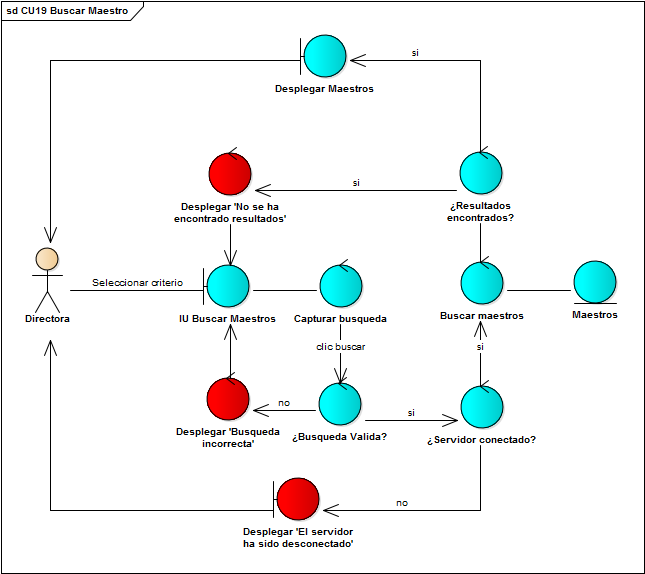 sd CU19 Buscar Maestro
si
Desplegar Maestros
si
Desplegar 'No se ha
encontrado resultados'
¿Resultados
encontrados?
Seleccionar criterio
Directora
IU Buscar Maestros
Capturar busqueda
Buscar maestros
Maestros
clic buscar
si
no
si
Desplegar 'Busqueda
incorrecta'
¿Busqueda Valida?
¿Servidor conectado?
no
Desplegar 'El servidor
ha sido desconectado'